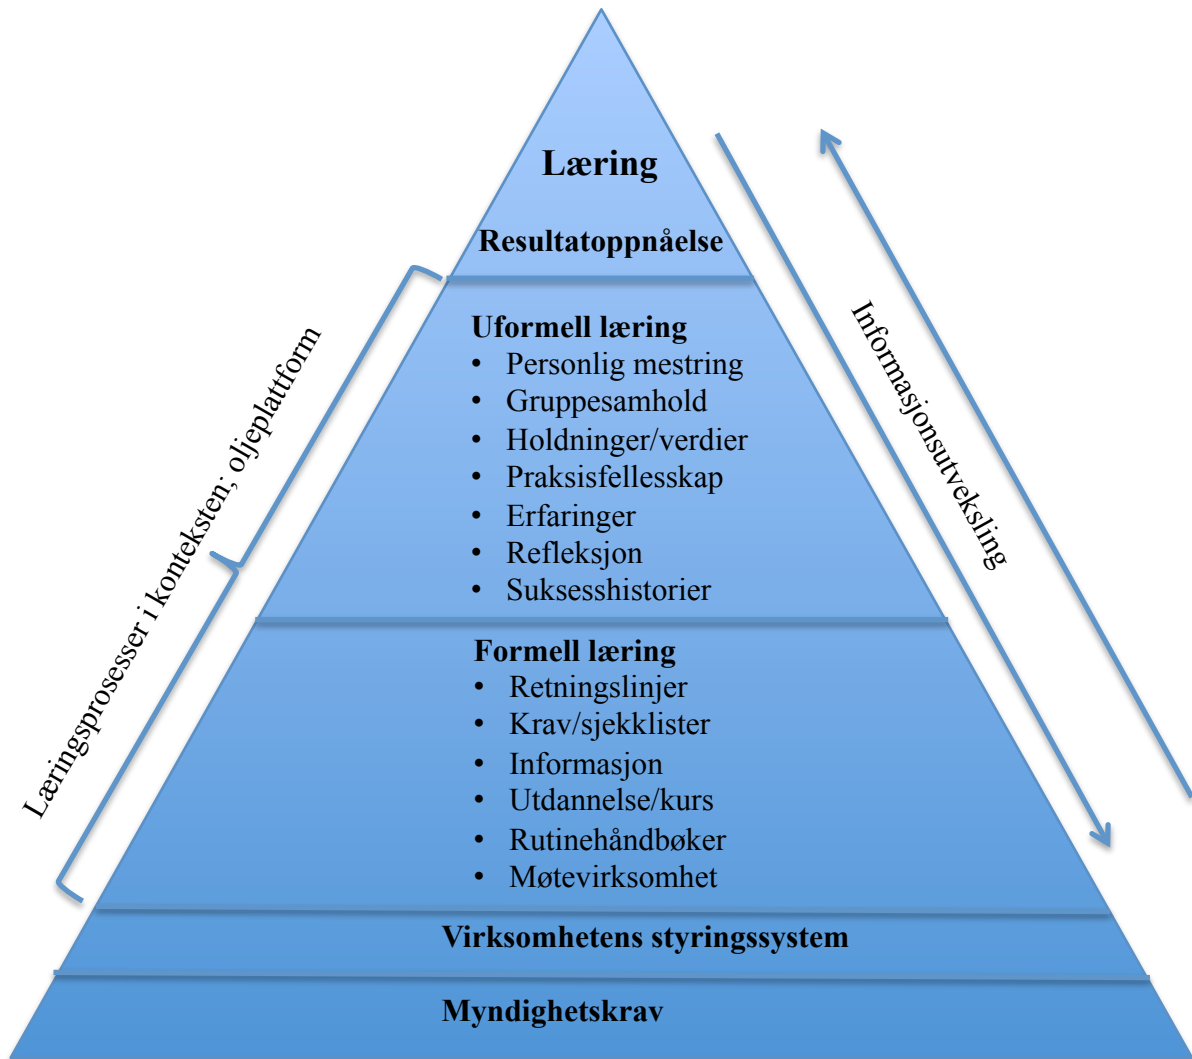 Læring
Resultatoppnåelse
Uformell læring
• Personlig mestring
• Gruppesamhold
• Holdninger/verdier
• Praksisfellesskap
• Erfaringer
• Refleksjon
• Suksesshistorier
Formell læring
• Retningslinjer
• Krav/sjekklister
• Informasjon
• Utdannelse/kurs
• Rutinehåndbøker
• Møtevirksomhet
Virksomhetens styringssystem
Myndighetskrav
Læringsprosesser i konteksten; oljeplattform
Informasjonsutveksling